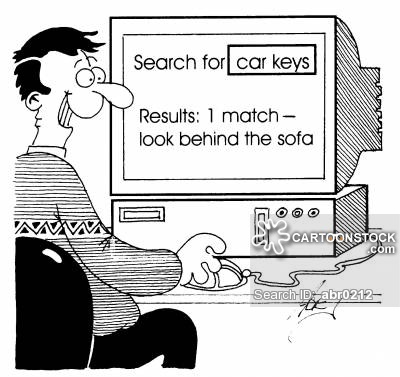 Search for car keys
Results: 1 match –
look behind the sofa
CARTOONSTOCK
.com
Search ID: abr0212